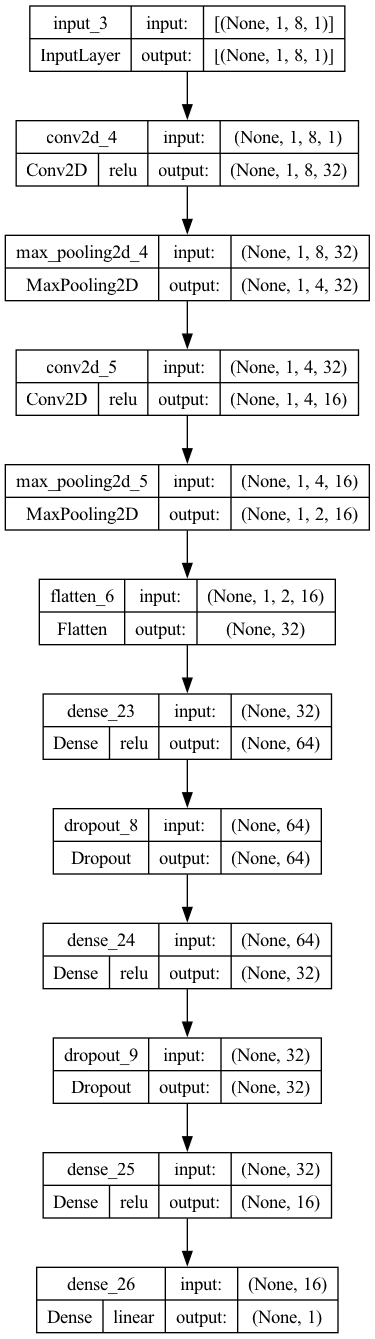 input_3 input: [(None, 1, 8, 1)]
InputLayer output: [(None, 1, 8, 1)]
conv2d_4 input: (None, 1, 8, 1)
Conv2D relu output: (None, 1, 8, 32)
max_pooling2d_4 input: (None, 1, 8, 32)
MaxPooling2D output: (None, 1, 4, 32)
conv2d_5 input: (None, 1, 4, 32)
Conv2D relu output: (None, 1, 4, 16)
max_pooling2d_5 input: (None, 1, 4, 16)
MaxPooling2D output: (None, 1, 2, 16)
flatten_6 input: (None, 1, 2, 16)
Flatten output: (None, 32)
dense_23 input: (None, 32)
Dense relu output: (None, 64)
dropout_8 input: (None, 64)
Dropout output: (None, 64)
dense_24 input: (None, 64)
Dense relu output: (None, 32)
dropout_9 input: (None, 32)
Dropout output: (None, 32)
dense_25 input: (None, 32)
Dense relu output: (None, 16)
dense_26 input: (None, 16)
Dense linear output: (None, 1)